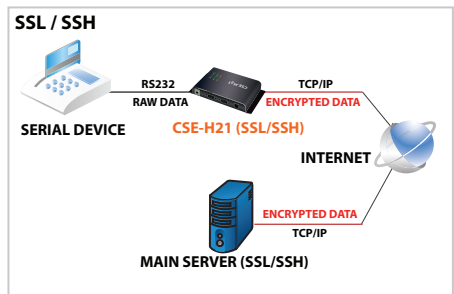 SSL / SSH
RS232
RAW DATA
TCP/IP
ENCRYPTED DATA
SERIAL DEVICE
CSE-H21 (SSL/SSH)
INTERNET
ENCRYPTED DATA
TCP/IP
MAIN SERVER (SSL/SSH)